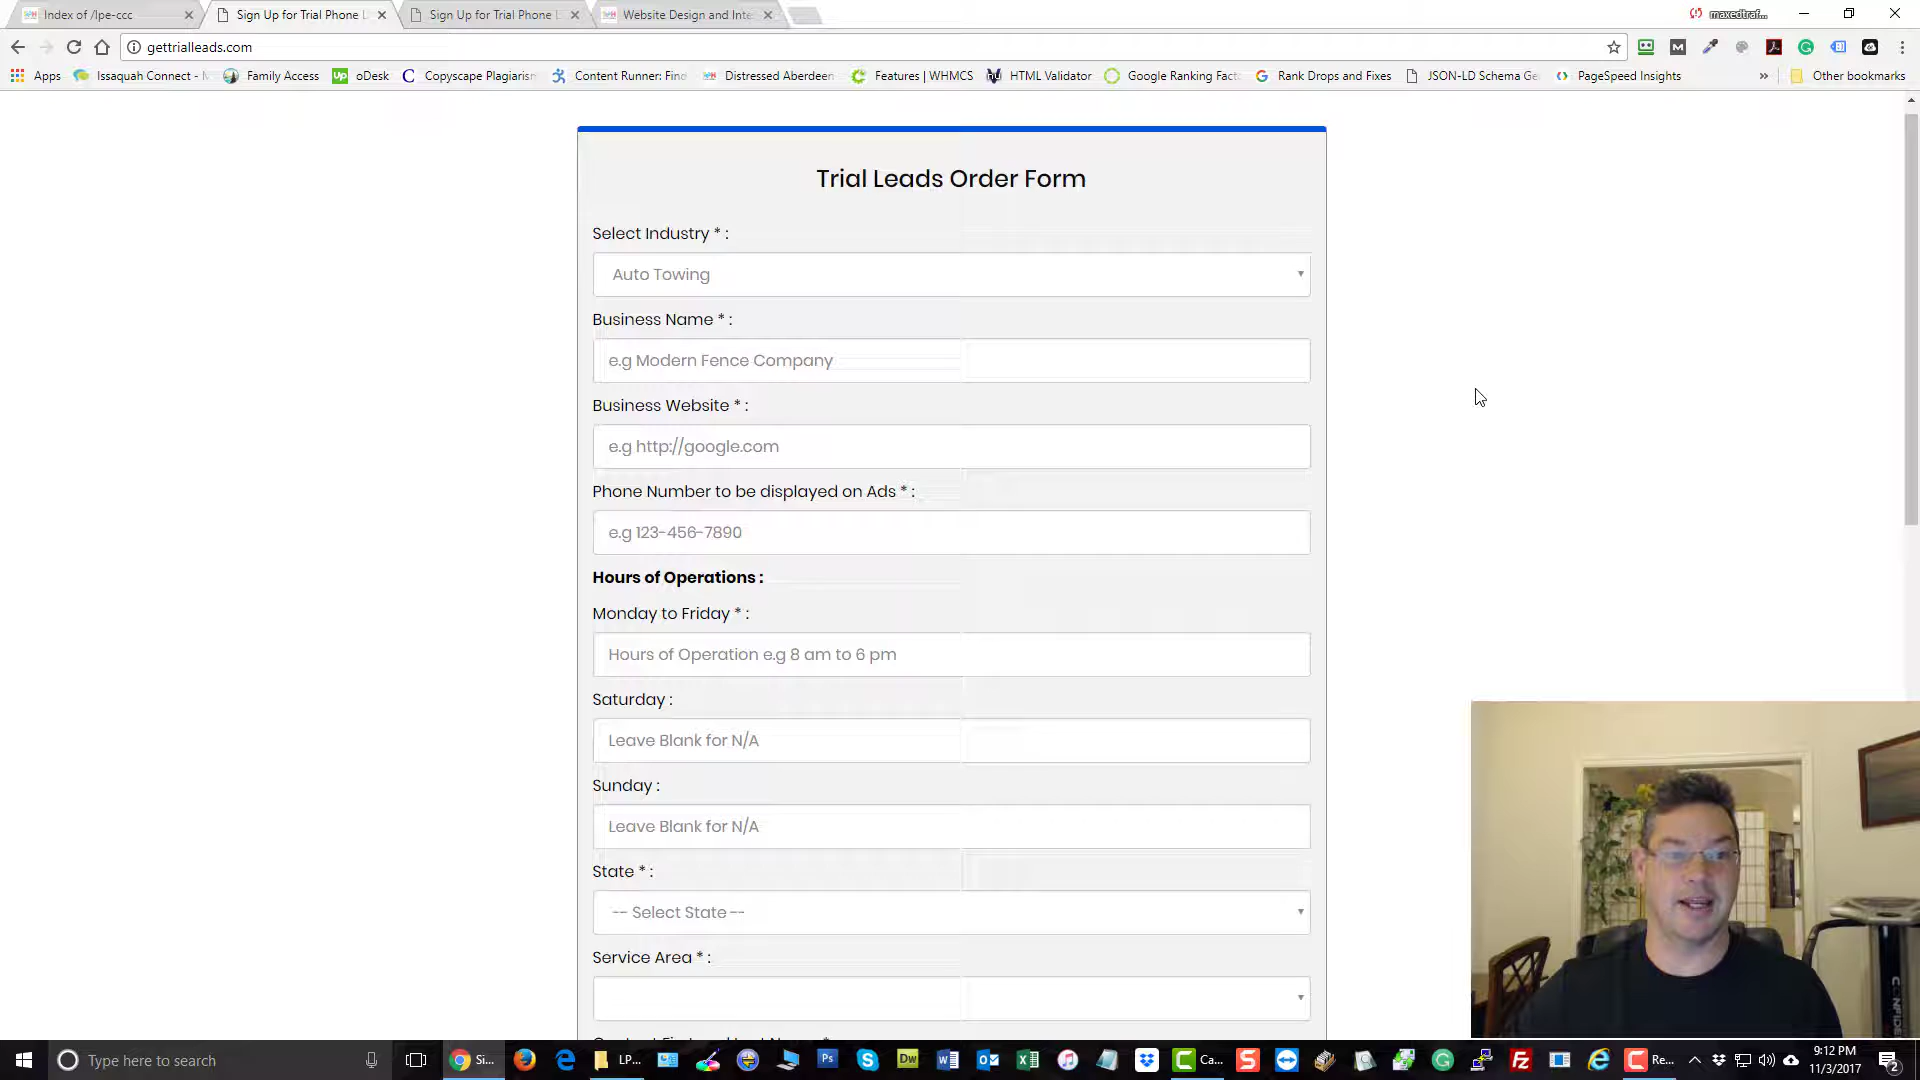 Index of /lpe-ccc
Sign Up for Trial Phone L
Sign Up for Trial Phone L
Website Design and Inte
maxedtraf...
gettrialleads.com
Apps
Issaquah Connect -
Family Access
oDesk
Copyscape Plagiaris
Content Runner: Find
Distressed Aberdeen
Features | WHMCS
HTML Validator
Google Ranking Fact
Rank Drops and Fixes
JSON-LD Schema Ge
PageSpeed Insights
Other bookmarks
Trial Leads Order Form
Select Industry * :
Auto Towing
Business Name * :
e.g Modern Fence Company
Business Website * :
e.g http://google.com
Phone Number to be displayed on Ads * :
e.g 123-456-7890
Hours of Operations :
Monday to Friday * :
Hours of Operation e.g 8 am to 6 pm
Saturday :
Leave Blank for N/A
Sunday :
Leave Blank for N/A
State * :
-- Select State --
Service Area * :
Type here to search
Si...
LP...
Ca...
Re...
9:12 PM
11/3/2017